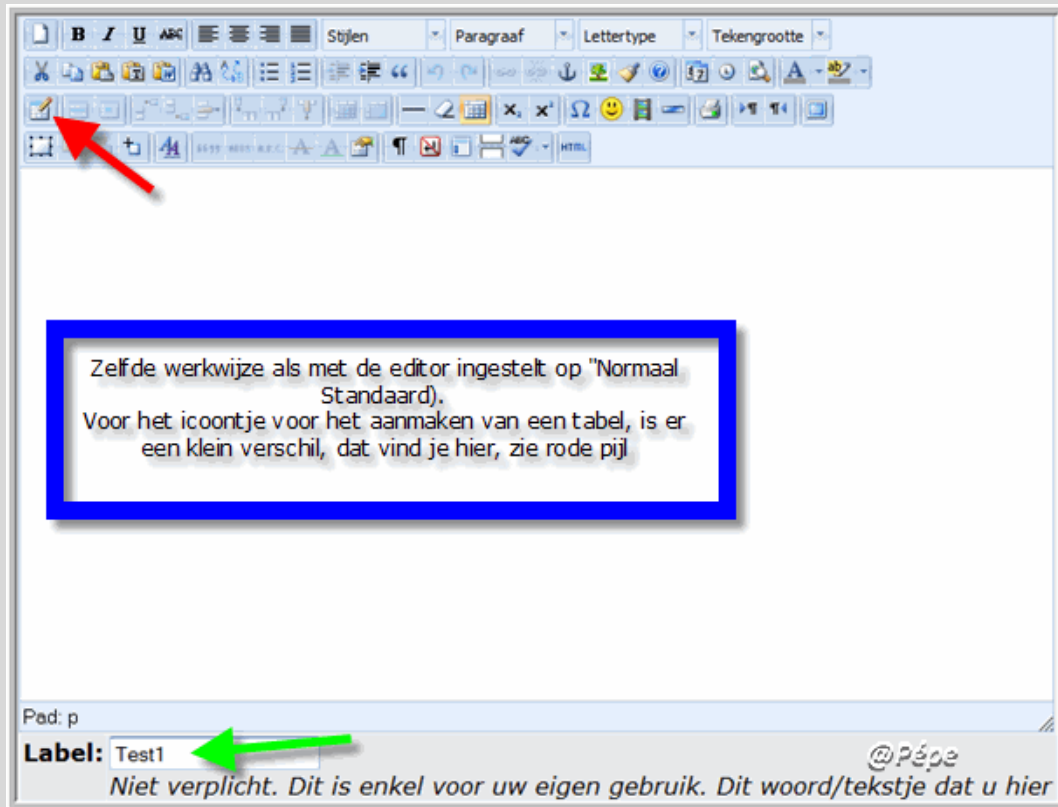 B I U ABC Stijlen Paragraaf Lettertype Tekengrootte
HTML
Zelfde werkwijze als met de editor ingestelt op "Normaal
Standaard).
Voor het icoontje voor het aanmaken van een tabel, is er
een klein verschil, dat vind je hier, zie rode pijl
Pad: p
Label: Test1
@Pépe
Niet verplicht. Dit is enkel voor uw eigen gebruik. Dit woord/tekstje dat u hier